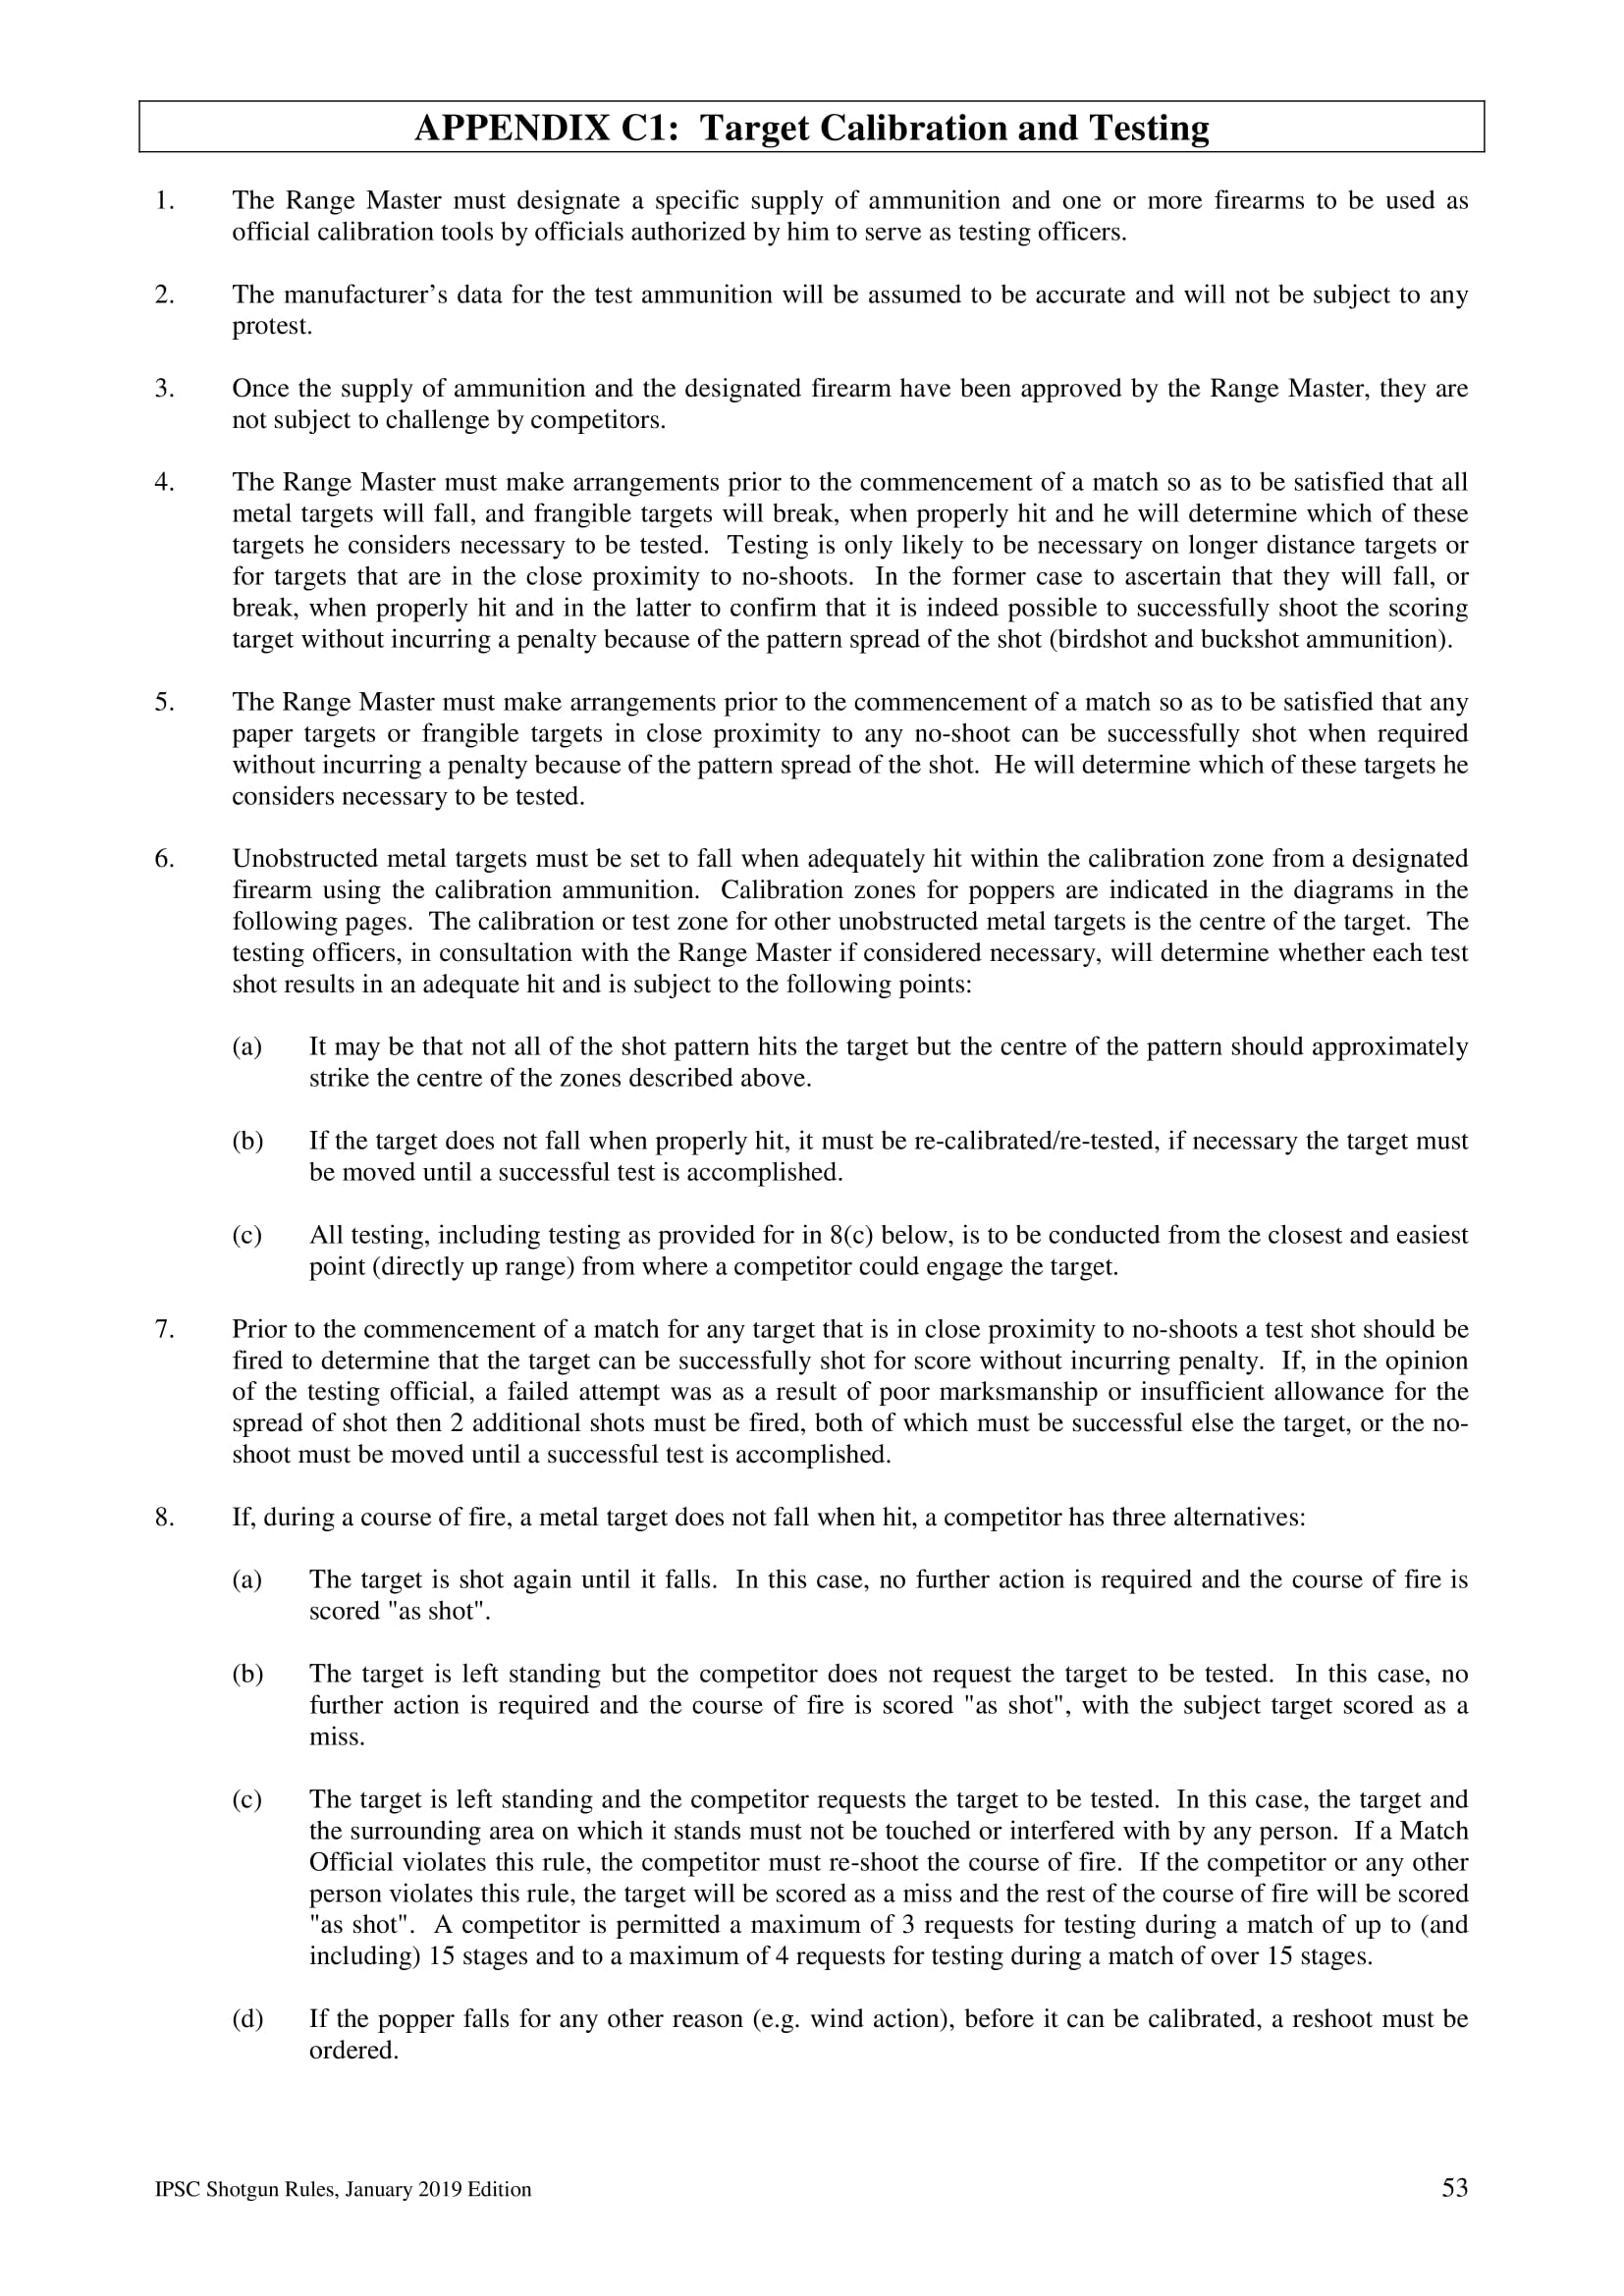 APPENDIX C1:  Target Calibration and Testing
1. The Range Master must designate a specific supply of ammunition and one or more firearms to be used as
official calibration tools by officials authorized by him to serve as testing officers.
2. The manufacturer’s data for the test ammunition will be assumed to be accurate and will not be subject to any
protest.
3. Once the supply of ammunition and the designated firearm have been approved by the Range Master, they are
not subject to challenge by competitors.
4. The Range Master must make arrangements prior to the commencement of a match so as to be satisfied that all
metal targets will fall, and frangible targets will break, when properly hit and he will determine which of these
targets he considers necessary to be tested.  Testing is only likely to be necessary on longer distance targets or
for targets that are in the close proximity to no-shoots.  In the former case to ascertain that they will fall, or
break, when properly hit and in the latter to confirm that it is indeed possible to successfully shoot the scoring
target without incurring a penalty because of the pattern spread of the shot (birdshot and buckshot ammunition).
5. The Range Master must make arrangements prior to the commencement of a match so as to be satisfied that any
paper targets or frangible targets in close proximity to any no-shoot can be successfully shot when required
without incurring a penalty because of the pattern spread of the shot.  He will determine which of these targets he
considers necessary to be tested.
6. Unobstructed metal targets must be set to fall when adequately hit within the calibration zone from a designated
firearm using the calibration ammunition.  Calibration zones for poppers are indicated in the diagrams in the
following pages.  The calibration or test zone for other unobstructed metal targets is the centre of the target.  The
testing officers, in consultation with the Range Master if considered necessary, will determine whether each test
shot results in an adequate hit and is subject to the following points:
(a) It may be that not all of the shot pattern hits the target but the centre of the pattern should approximately
strike the centre of the zones described above.
(b) If the target does not fall when properly hit, it must be re-calibrated/re-tested, if necessary the target must
be moved until a successful test is accomplished.
(c) All testing, including testing as provided for in 8(c) below, is to be conducted from the closest and easiest
point (directly up range) from where a competitor could engage the target.
7. Prior to the commencement of a match for any target that is in close proximity to no-shoots a test shot should be
fired to determine that the target can be successfully shot for score without incurring penalty.  If, in the opinion
of the testing official, a failed attempt was as a result of poor marksmanship or insufficient allowance for the
spread of shot then 2 additional shots must be fired, both of which must be successful else the target, or the no-
shoot must be moved until a successful test is accomplished.
8. If, during a course of fire, a metal target does not fall when hit, a competitor has three alternatives:
(a) The target is shot again until it falls.  In this case, no further action is required and the course of fire is
scored "as shot".
(b) The target is left standing but the competitor does not request the target to be tested.  In this case, no
further action is required and the course of fire is scored "as shot", with the subject target scored as a
miss.
(c) The target is left standing and the competitor requests the target to be tested.  In this case, the target and
the surrounding area on which it stands must not be touched or interfered with by any person.  If a Match
Official violates this rule, the competitor must re-shoot the course of fire.  If the competitor or any other
person violates this rule, the target will be scored as a miss and the rest of the course of fire will be scored
"as shot".  A competitor is permitted a maximum of 3 requests for testing during a match of up to (and
including) 15 stages and to a maximum of 4 requests for testing during a match of over 15 stages.
(d) If the popper falls for any other reason (e.g. wind action), before it can be calibrated, a reshoot must be
ordered.
IPSC Shotgun Rules, January 2019 Edition 53